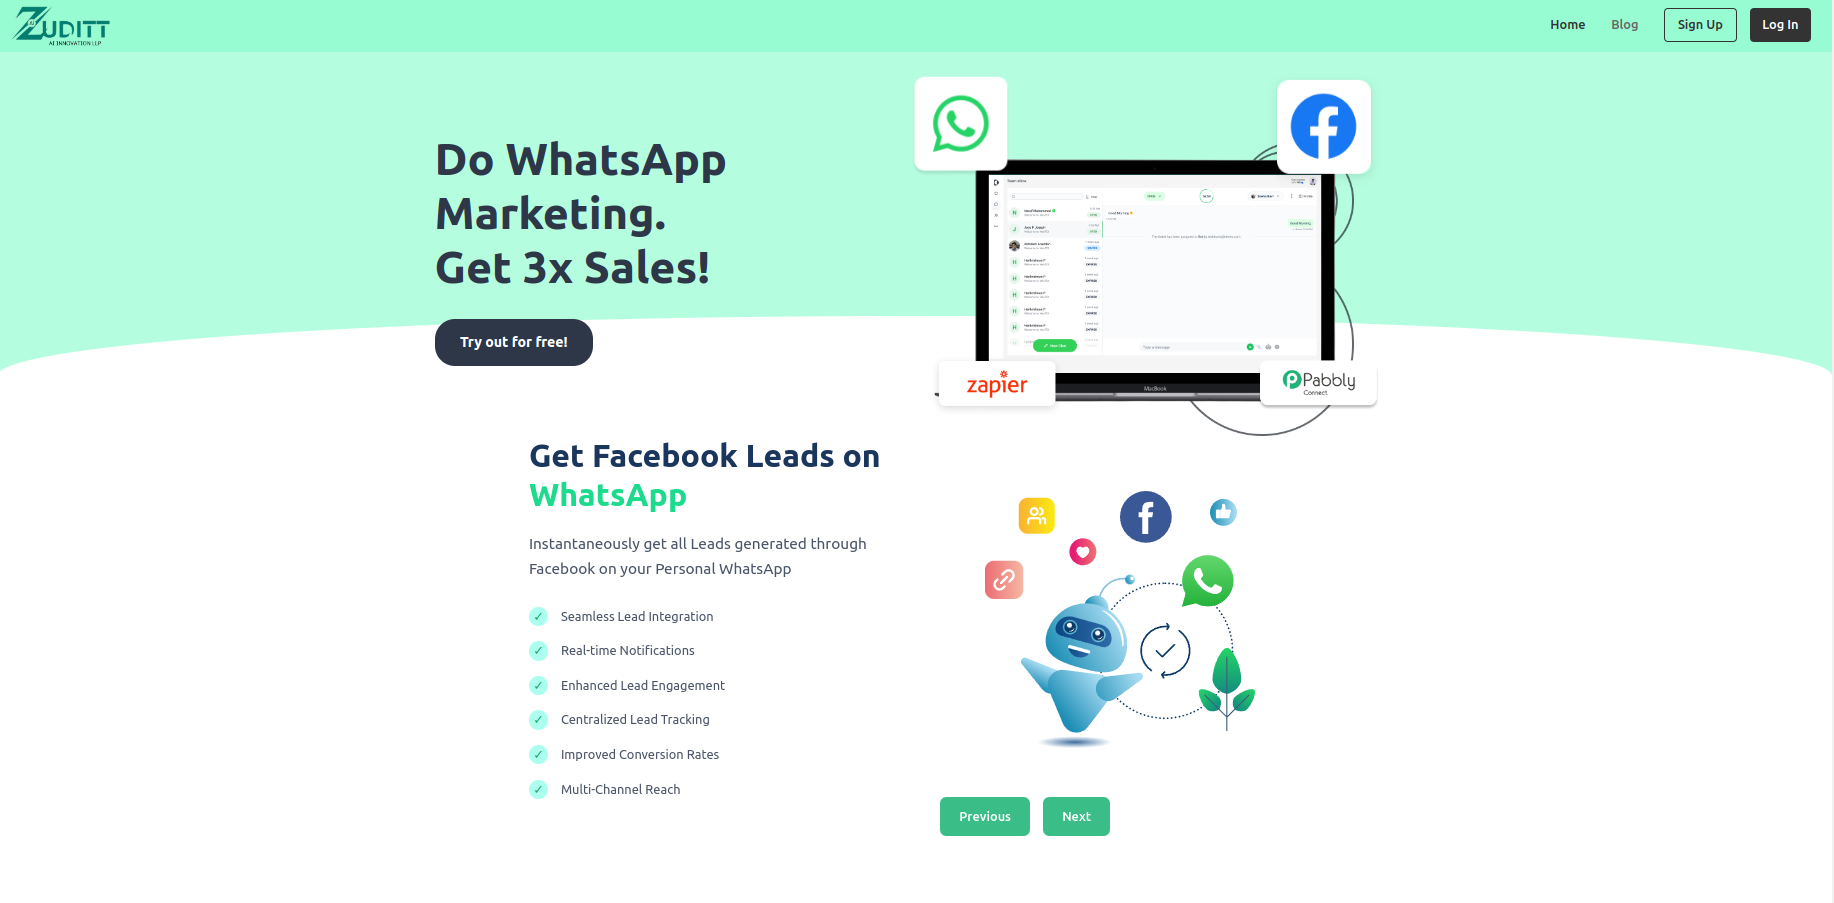 ZUDITT
AI INNOVATION LLP
Home
Blog
Sign Up
Log In
Do WhatsApp
Marketing.
Get 3x Sales!
Try out for free!
MacBook
zapier
Pabbly
Connect
Get Facebook Leads on
WhatsApp
Instantaneously get all Leads generated through
Facebook on your Personal WhatsApp
Seamless Lead Integration
Real-time Notifications
Enhanced Lead Engagement
Centralized Lead Tracking
Improved Conversion Rates
Multi-Channel Reach
Previous
Next